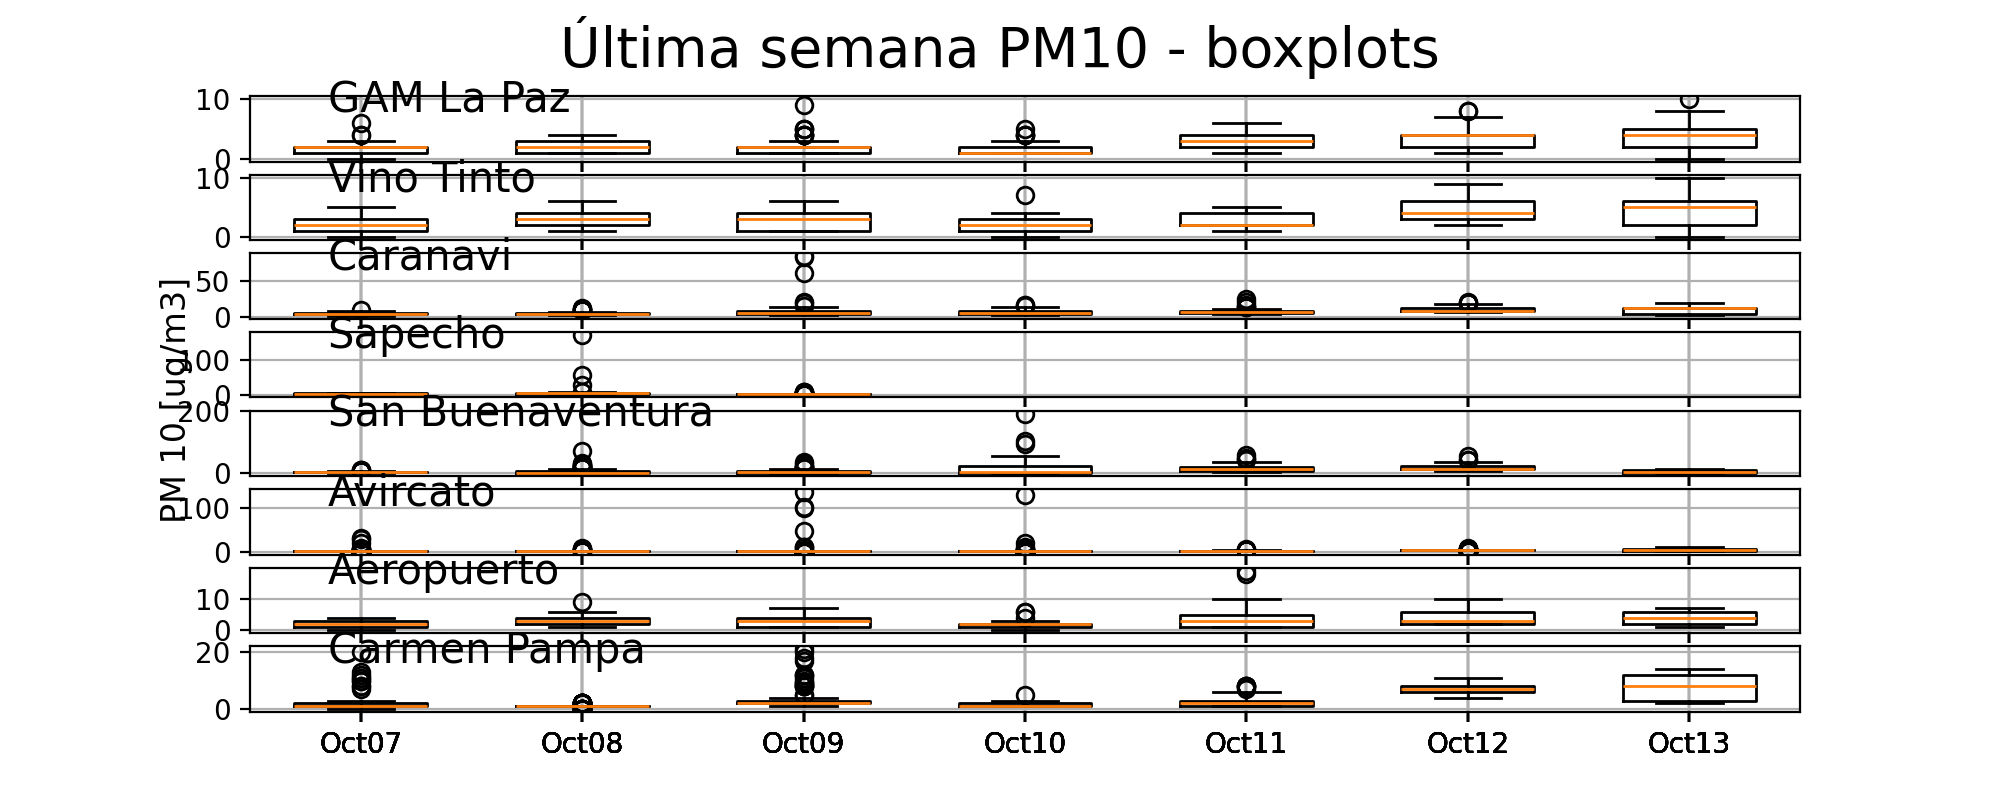 Última semana PM10 - boxplots
GAM La Paz
10
0
Vino Tinto
10
0
Caranavi
50
0
Sapecho
100
0
San Buenaventura
200
0
Avircato
100
0
Aeropuerto
10
0
Carmen Pampa
20
0
PM 10 [ug/m3]
Oct07 Oct08 Oct09 Oct10 Oct11 Oct12 Oct13